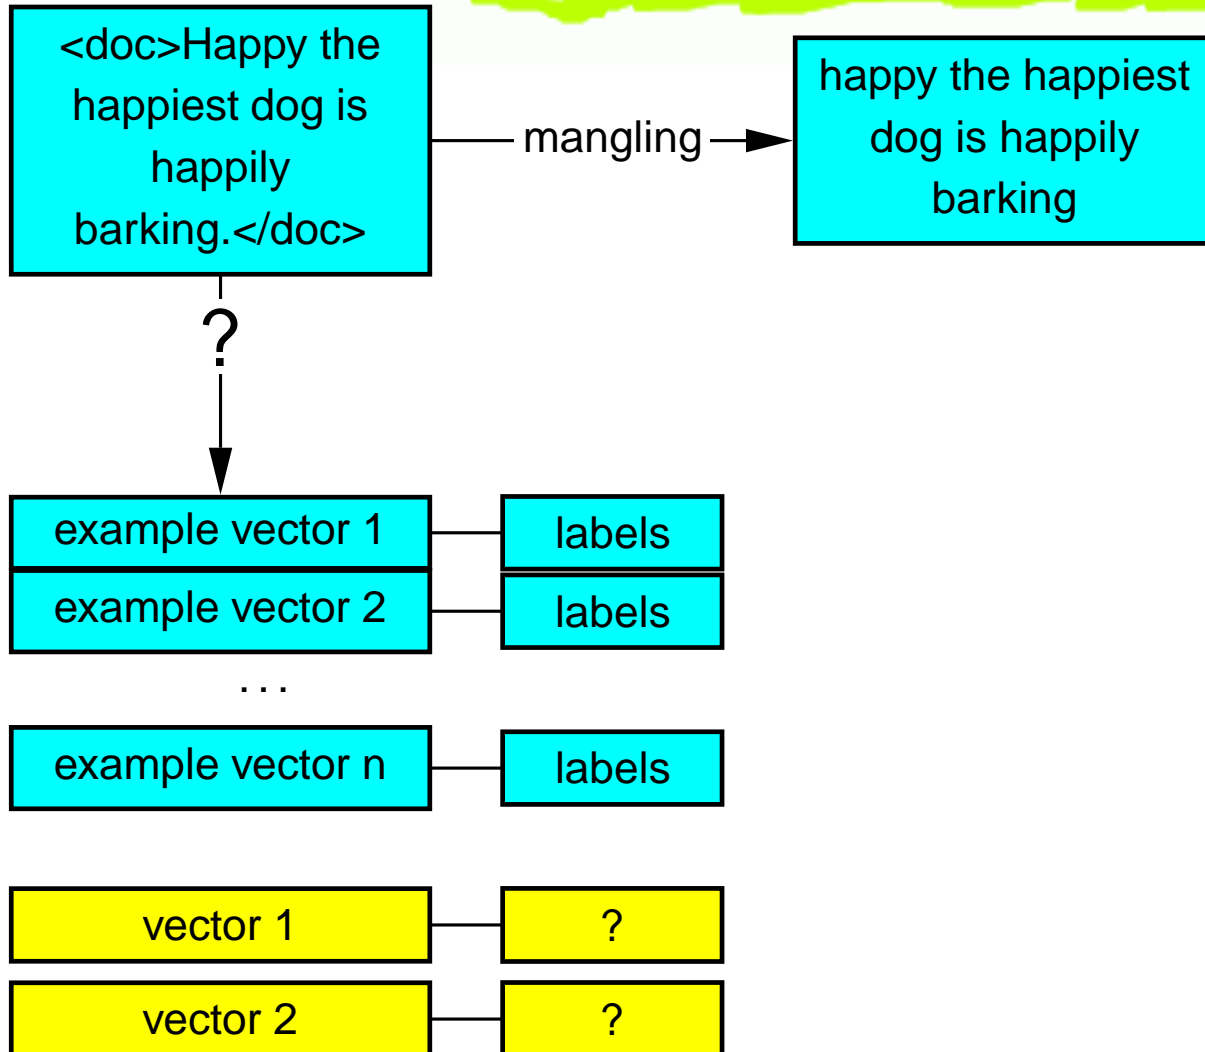 <doc>Happy the
happiest dog is
happily
barking.</doc>
mangling
happy the happiest
dog is happily
barking
?
example vector 1
labels
example vector 2
labels
...
example vector n
labels
vector 1
?
vector 2
?